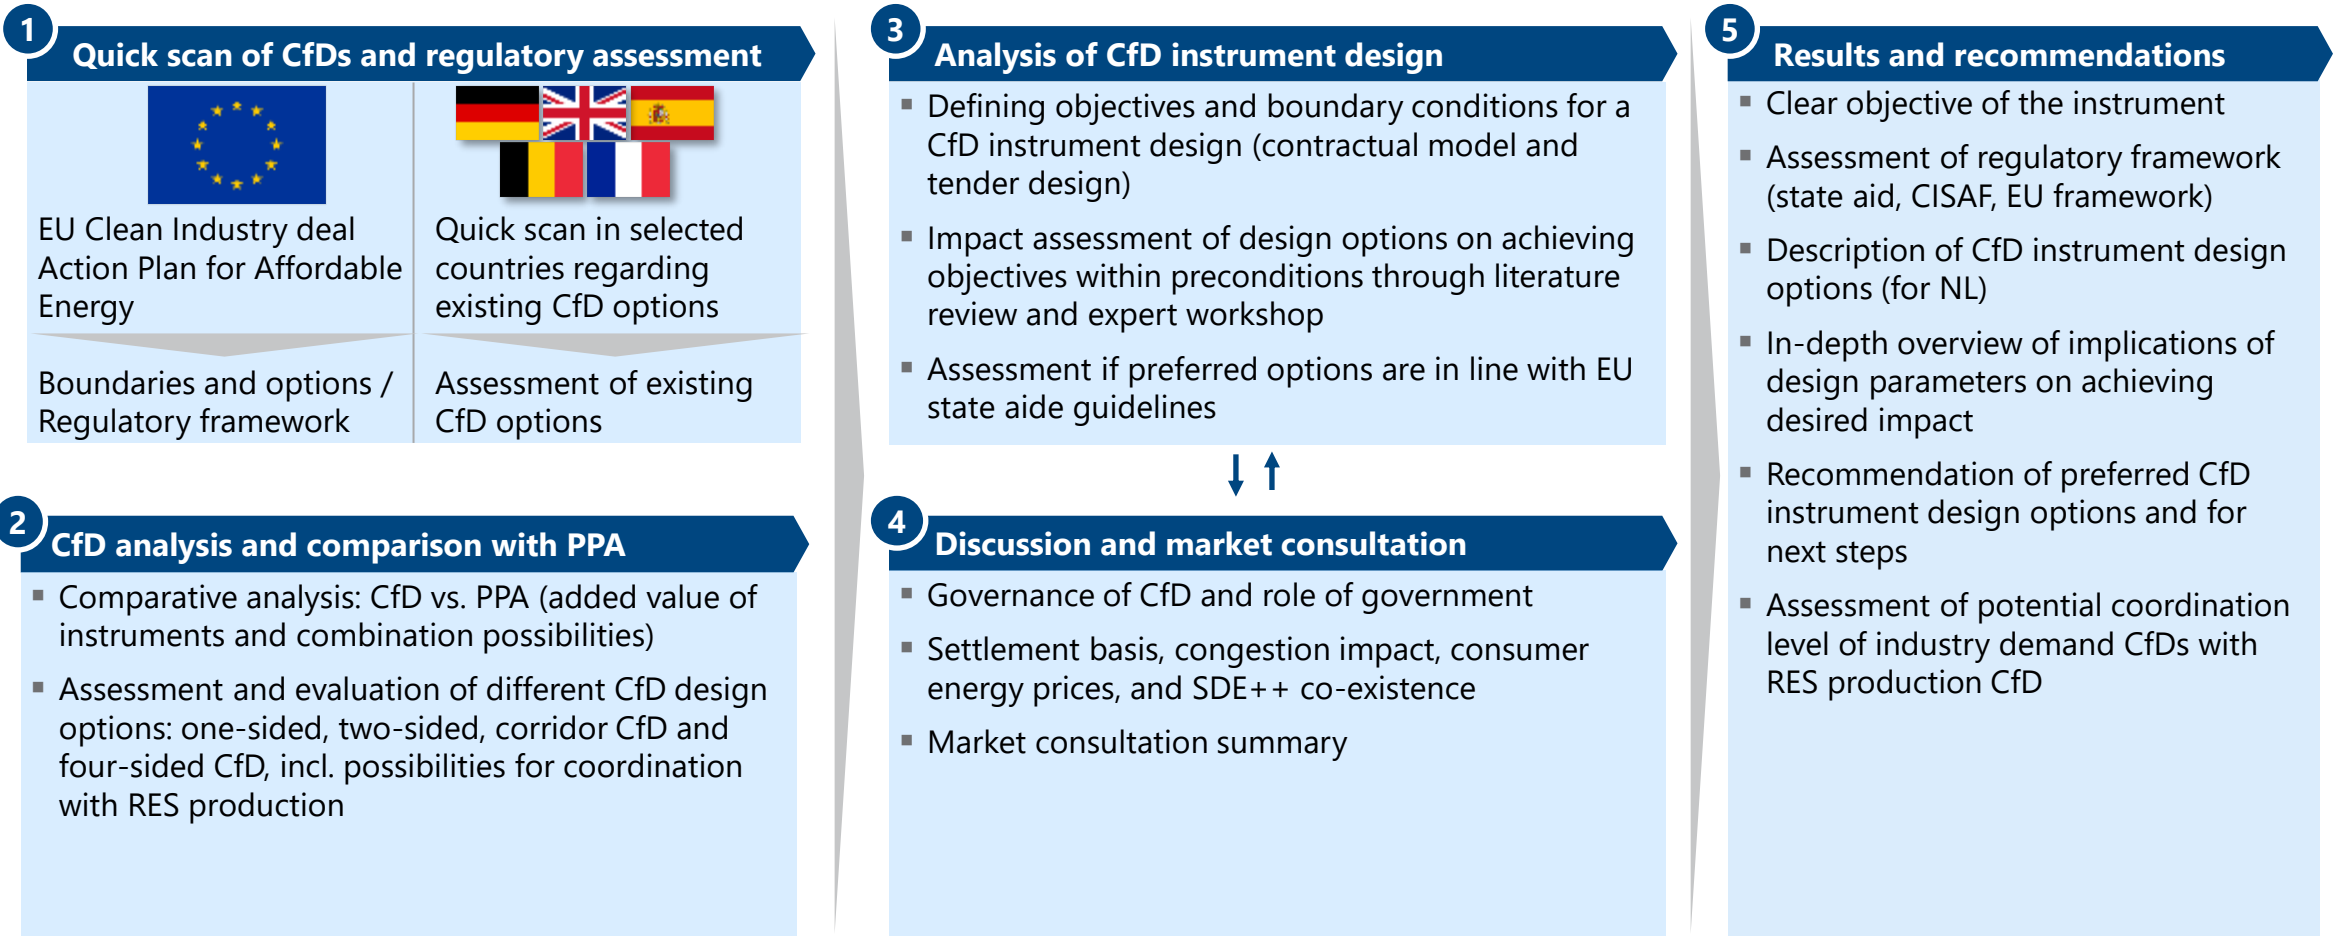 1
Quick scan of CfDs and regulatory assessment
EU Clean Industry deal
Action Plan for Affordable
Energy
Boundaries and options /
Regulatory framework
Quick scan in selected
countries regarding
existing CfD options
Assessment of existing
CfD options
2
CfD analysis and comparison with PPA
▪ Comparative analysis: CfD vs. PPA (added value of
instruments and combination possibilities)
▪ Assessment and evaluation of different CfD design
options: one-sided, two-sided, corridor CfD and
four-sided CfD, incl. possibilities for coordination
with RES production
3
Analysis of CfD instrument design
▪ Defining objectives and boundary conditions for a
CfD instrument design (contractual model and
tender design)
▪ Impact assessment of design options on achieving
objectives within preconditions through literature
review and expert workshop
▪ Assessment if preferred options are in line with EU
state aide guidelines
4
Discussion and market consultation
▪ Governance of CfD and role of government
▪ Settlement basis, congestion impact, consumer
energy prices, and SDE++ co-existence
▪ Market consultation summary
5
Results and recommendations
▪ Clear objective of the instrument
▪ Assessment of regulatory framework
(state aid, CISAF, EU framework)
▪ Description of CfD instrument design
options (for NL)
▪ In-depth overview of implications of
design parameters on achieving
desired impact
▪ Recommendation of preferred CfD
instrument design options and for
next steps
▪ Assessment of potential coordination
level of industry demand CfDs with
RES production CfD